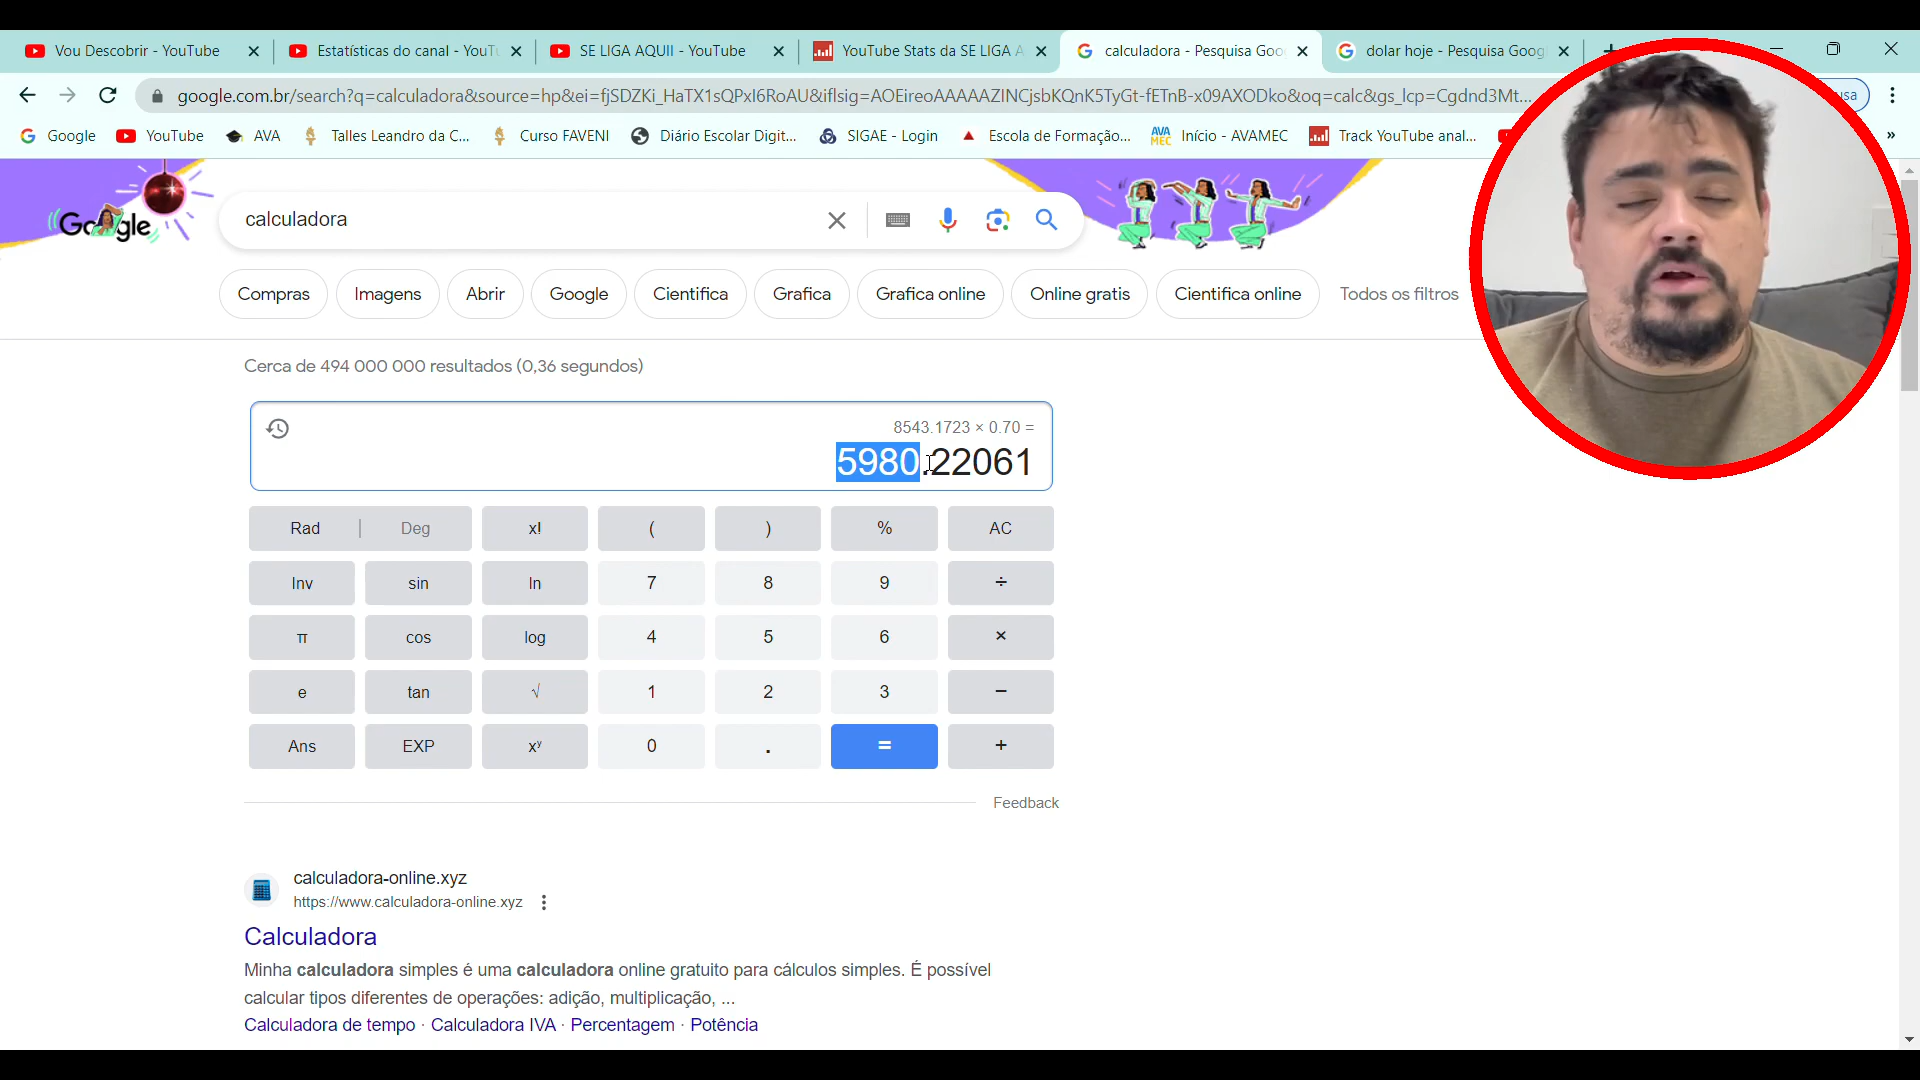 Vou Descobrir - YouTube
Estatísticas do canal - YouT
SE LIGA AQUII - YouTube
YouTube Stats da SE LIGA A
calculadora - Pesquisa Goo
dolar hoje - Pesquisa Goog
google.com.br/search?q=calculadora&source=hp&ei=fjSDZKi_HaTX1sQPxI6RoAU&iflsig=AOEireoAAAAAZINCjsbKQnK5TyGt-fETnB-x09AXODko&oq=calc&gs_lcp=Cgdnd3Mt...
usa
Google
YouTube
AVA
Talles Leandro da C...
Curso FAVENI
Diário Escolar Digit...
SIGAE - Login
Escola de Formação...
AVA MEC
Início - AVAMEC
Track YouTube anal...
»
Google
calculadora
Compras
Imagens
Abrir
Google
Cientifica
Grafica
Grafica online
Online gratis
Cientifica online
Todos os filtros
Cerca de 494 000 000 resultados (0,36 segundos)
8543.1723 × 0.70 =
5980.22061
Rad | Deg x! ( ) % AC
Inv sin ln 7 8 9 ÷
π cos log 4 5 6 ×
e tan √ 1 2 3 −
Ans EXP xʸ 0 . = +
Feedback
calculadora-online.xyz
https://www.calculadora-online.xyz
Calculadora
Minha calculadora simples é uma calculadora online gratuito para cálculos simples. É possível
calcular tipos diferentes de operações: adição, multiplicação, ...
Calculadora de tempo · Calculadora IVA · Percentagem · Potência